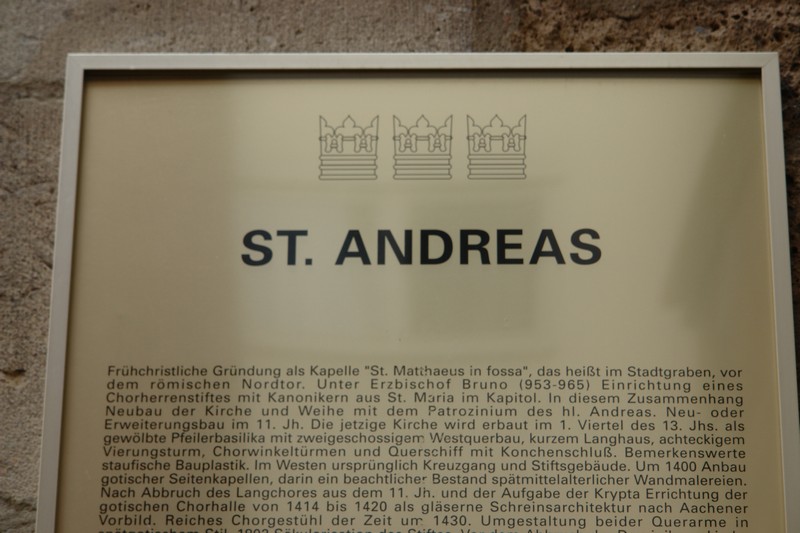 ST. ANDREAS
Frühchristliche Gründung als Kapelle "St. Matthaeus in fossa", das heißt im Stadtgraben, vor
dem römischen Nordtor. Unter Erzbischof Bruno (953-965) Einrichtung eines
Chorherrenstiftes mit Kanonikern aus St. Maria im Kapitol. In diesem Zusammenhang
Neubau der Kirche und Weihe mit dem Patrozinium des hl. Andreas. Neu- oder
Erweiterungsbau im 11. Jh. Die jetzige Kirche wird erbaut im 1. Viertel des 13. Jhs. als
gewölbte Pfeilerbasilika mit zweigeschossigem Westquerbau, kurzem Langhaus, achteckigem
Vierungsturm, Chorwinkeltürmen und Querschiff mit Konchenschluß. Bemerkenswerte
staufische Bauplastik. Im Westen ursprünglich Kreuzgang und Stiftsgebäude. Um 1400 Anbau
gotischer Seitenkapellen, darin ein beachtlicher Bestand spätmittelalterlicher Wandmalereien.
Nach Abbruch des Langchores aus dem 11. Jh. und der Aufgabe der Krypta Errichtung der
gotischen Chorhalle von 1414 bis 1420 als gläserne Schreinsarchitektur nach Aachener
Vorbild. Reiches Chorgestühl der Zeit um 1430. Umgestaltung beider Querarme in